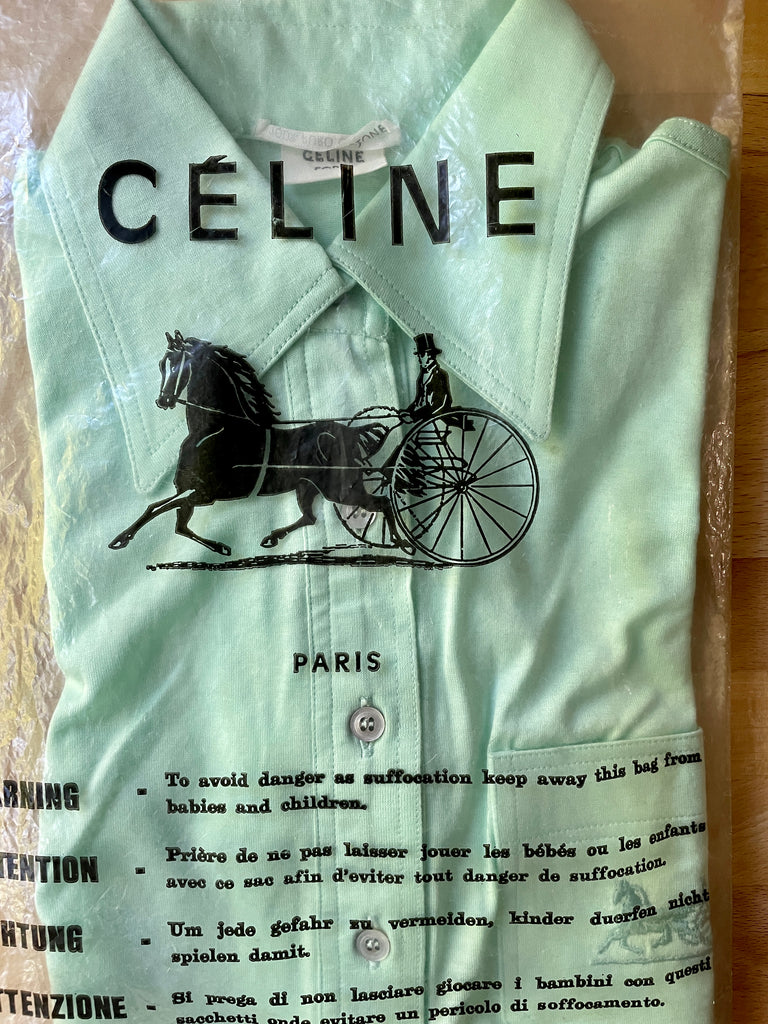 PURO COTONE
CELINE
CÉLINE
PARIS
RNING - To avoid danger as suffocation keep away this bag from
babies and children.
TENTION - Prière de ne pas laisser jouer les bébés ou les enfants
avec ce sac afin d'eviter tout danger de suffocation.
HTUNG - Um jede gefahr zu vermeiden, kinder duerfen nicht
spielen damit.
TTENZIONE - Si prega di non lasciare giocare i bambini con questi
sacchetti onde evitare un pericolo di soffocamento.